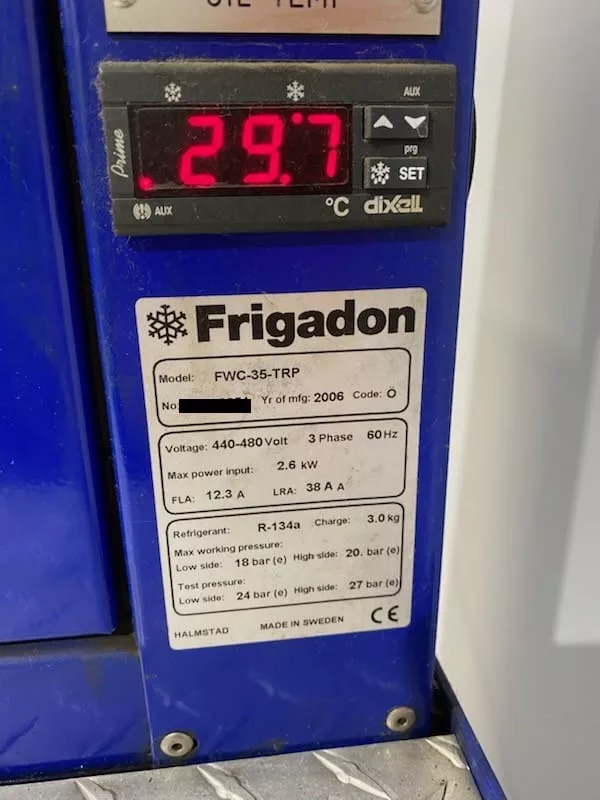 OIL TEMP
AUX
Prime
29.7
prg
SET
AUX
°C dixell
Frigadon
Model: FWC-35-TRP
No: Yr of mfg: 2006 Code: Ö
Voltage: 440-480 Volt 3 Phase 60 Hz
Max power input: 2.6 kW
FLA: 12.3 A LRA: 38 A A
Refrigerant: R-134a Charge: 3.0 kg
Max working pressure:
Low side: 18 bar (e) High side: 20. bar (e)
Test pressure:
Low side: 24 bar (e) High side: 27 bar (e)
HALMSTAD MADE IN SWEDEN CE